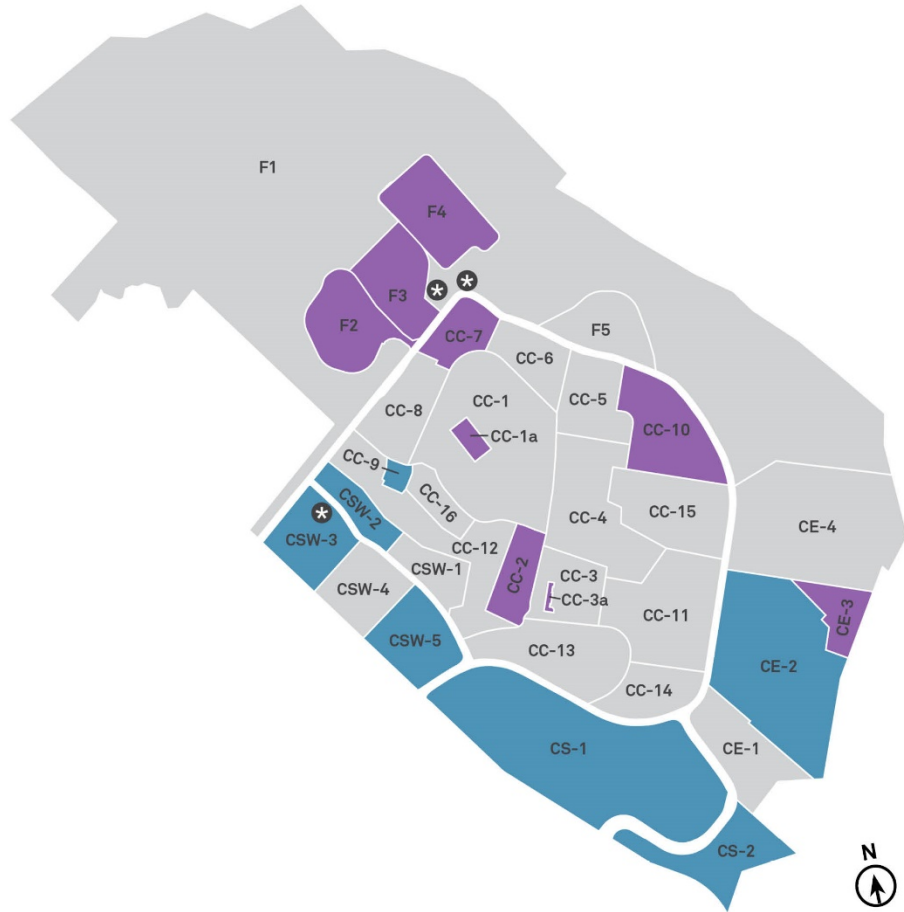 F1
F4
*
*
F3
F2
CC-7
F5
CC-6
CC-1
CC-5
CC-8
CC-1a
CC-10
CC-9
CSW-2
CC-16
CC-4
CC-15
*
CSW-3
CE-4
CC-12
CSW-1
CC-2
CC-3
CSW-4
CC-3a
CC-11
CE-3
CSW-5
CC-13
CE-2
CC-14
CS-1
CE-1
CS-2
N